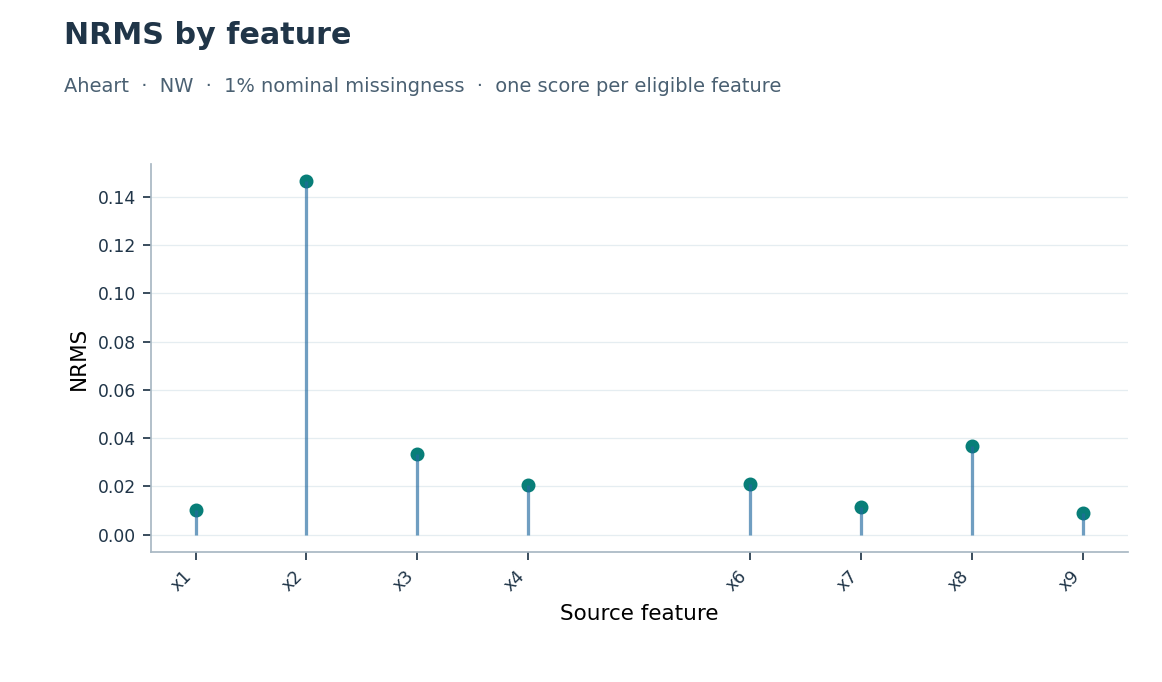 NRMS by feature
Aheart · NW · 1% nominal missingness · one score per eligible feature
0.14
0.12
0.10
0.08
0.06
0.04
0.02
0.00
NRMS
x1 x2 x3 x4 x6 x7 x8 x9
Source feature